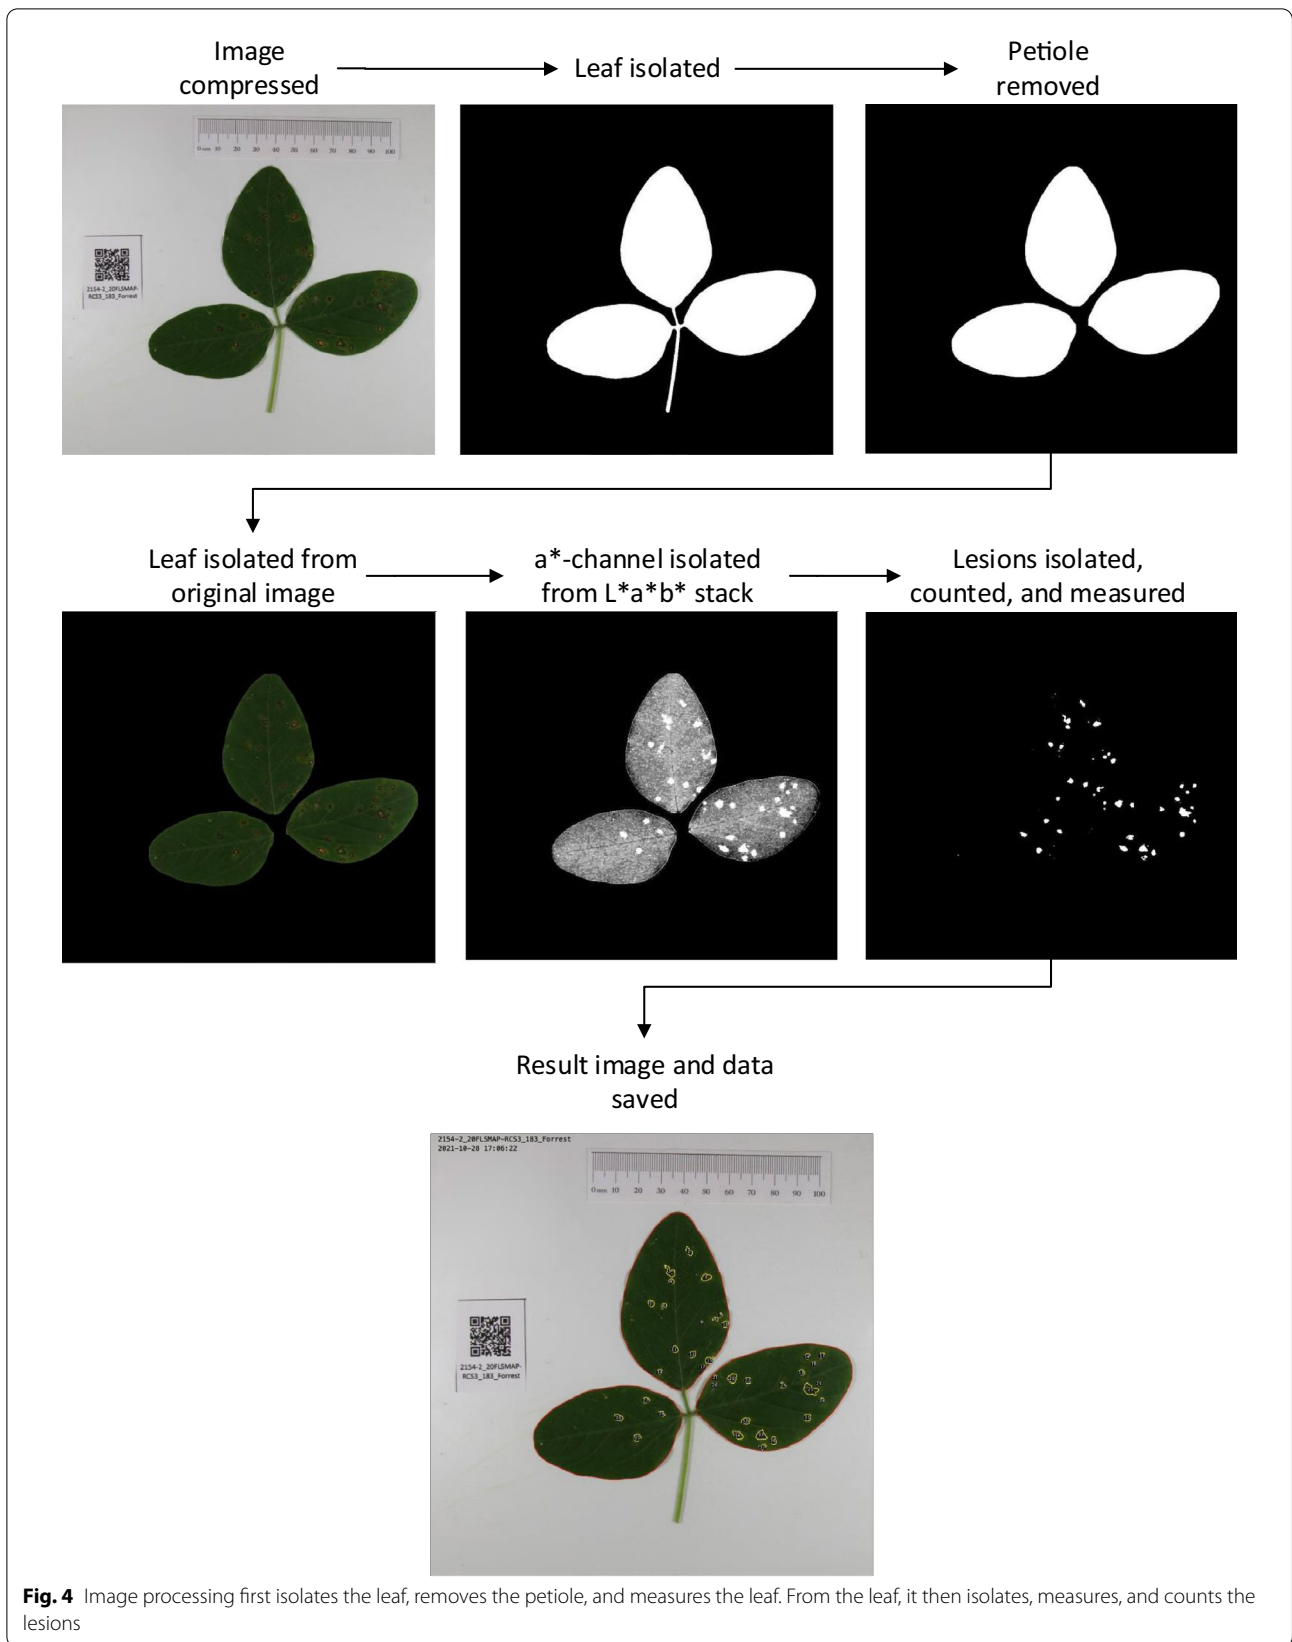 Image
compressed
Leaf isolated
Petiole
removed
0 mm 10 20 30 40 50 60 70 80 90 100
2154-2_20FLSMAP-
RCS3_183_Forrest
Leaf isolated from
original image
a*-channel isolated
from L*a*b* stack
Lesions isolated,
counted, and measured
Result image and data
saved
2154-2_20FLSMAP-RCS3_183_Forrest
2021-10-28 17:06:22
0 mm 10 20 30 40 50 60 70 80 90 100
2154-2_20FLSMAP-
RCS3_183_Forrest
Fig. 4 Image processing first isolates the leaf, removes the petiole, and measures the leaf. From the leaf, it then isolates, measures, and counts the
lesions